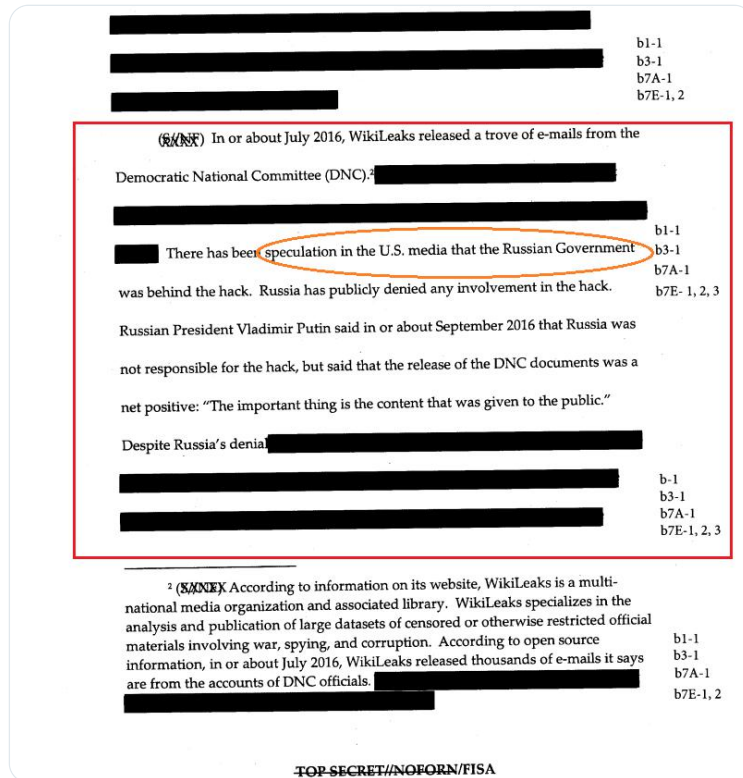 b1-1
b3-1
b7A-1
b7E-1, 2
(S//NF) In or about July 2016, WikiLeaks released a trove of e-mails from the
Democratic National Committee (DNC).²
b1-1
There has been speculation in the U.S. media that the Russian Government
b3-1
b7A-1
was behind the hack. Russia has publicly denied any involvement in the hack.
b7E- 1, 2, 3
Russian President Vladimir Putin said in or about September 2016 that Russia was
not responsible for the hack, but said that the release of the DNC documents was a
net positive: “The important thing is the content that was given to the public.”
Despite Russia's denial
b-1
b3-1
b7A-1
b7E-1, 2, 3
² According to information on its website, WikiLeaks is a multi-
national media organization and associated library. WikiLeaks specializes in the
analysis and publication of large datasets of censored or otherwise restricted official
materials involving war, spying, and corruption. According to open source
information, in or about July 2016, WikiLeaks released thousands of e-mails it says
are from the accounts of DNC officials.
b1-1
b3-1
b7A-1
b7E-1, 2
TOP SECRET//NOFORN/FISA